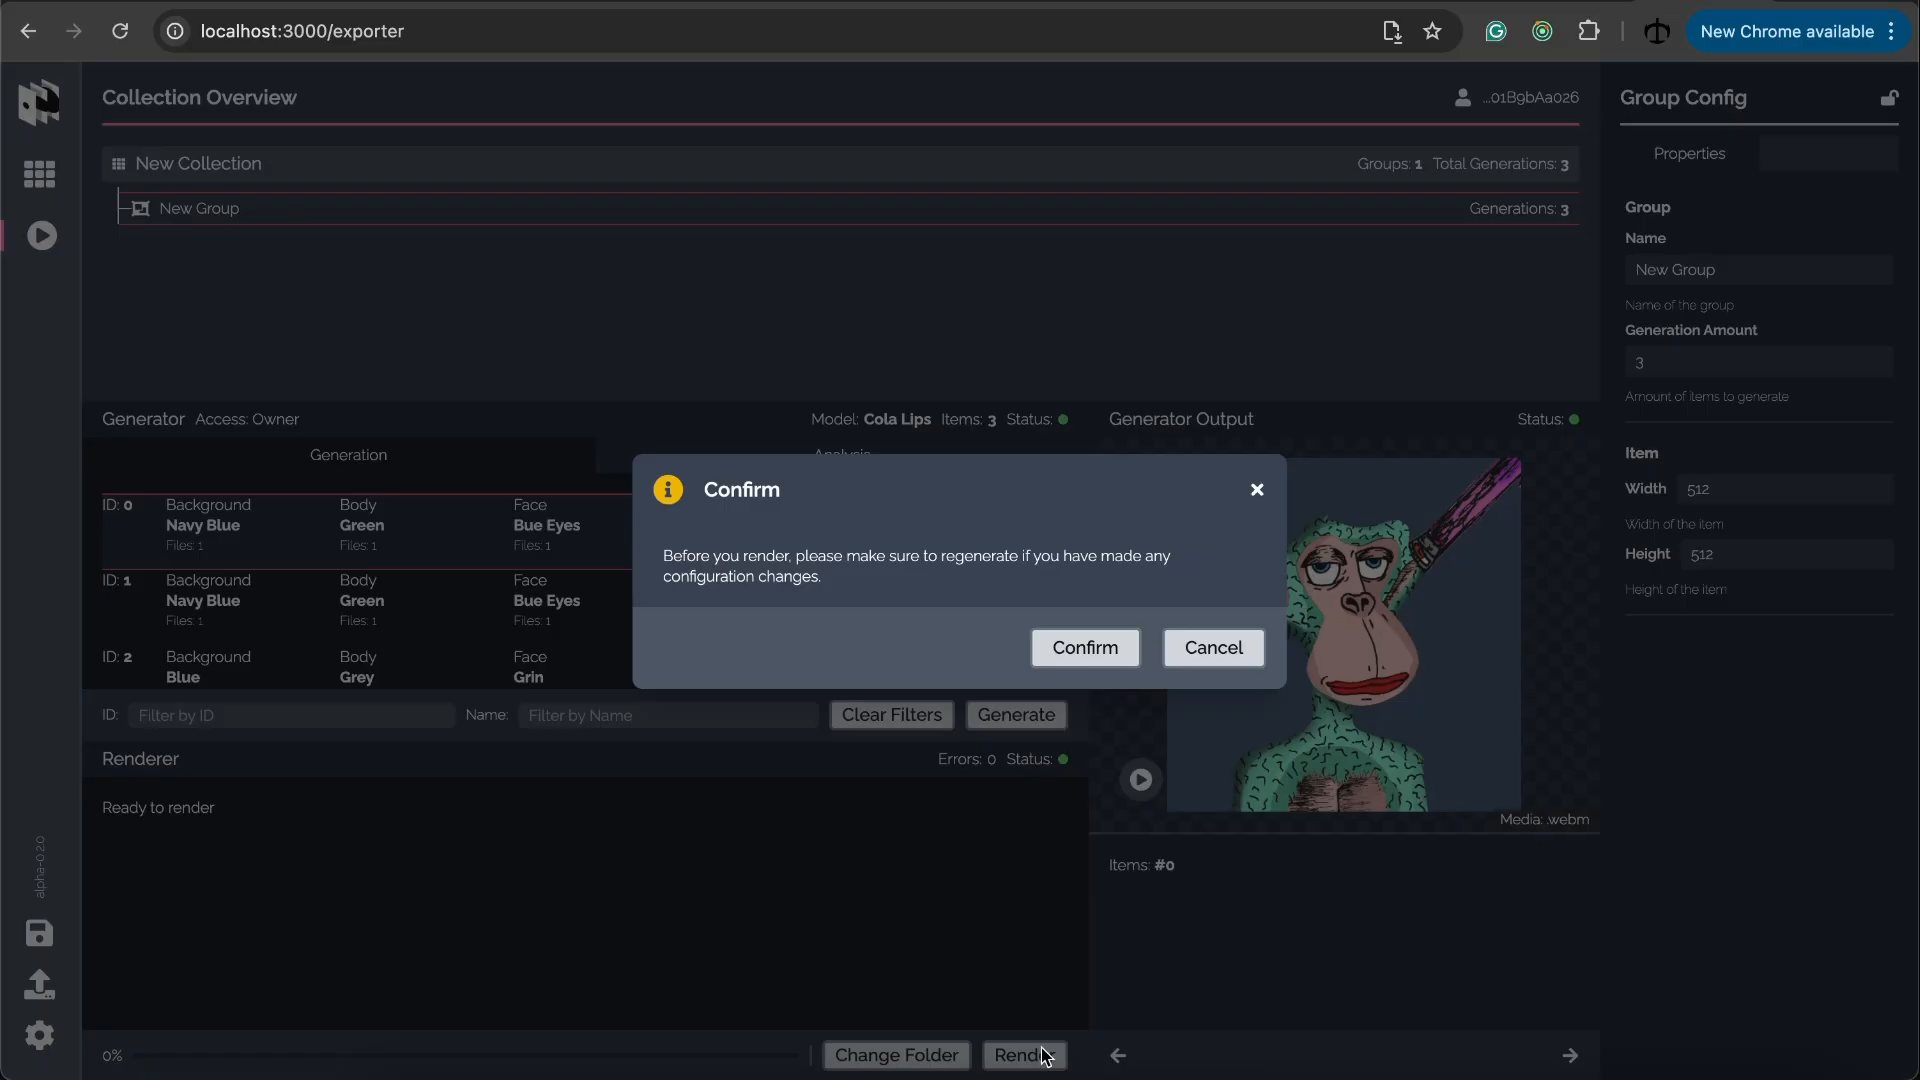 localhost:3000/exporter
New Chrome available
Collection Overview
...01B9bAa026
Group Config
New Collection
Groups: 1 Total Generations: 3
New Group
Generations: 3
Properties
Group
Name
New Group
Name of the group
Generation Amount
3
Amount of items to generate
Item
Width 512
Width of the item
Height 512
Height of the item
Generator Access: Owner
Model: Cola Lips Items: 3 Status:
Generator Output
Status:
Generation
Analysis
ID: 0 Background Body Face
Navy Blue Green Bue Eyes
Files: 1 Files: 1 Files: 1
ID: 1 Background Body Face
Navy Blue Green Bue Eyes
Files: 1 Files: 1 Files: 1
ID: 2 Background Body Face
Blue Grey Grin
Confirm
Before you render, please make sure to regenerate if you have made any
configuration changes.
Confirm Cancel
ID: Filter by ID Name: Filter by Name Clear Filters Generate
Renderer
Errors: 0 Status:
Ready to render
Media: .webm
Items: #0
alpha-0.2.0
0%
Change Folder
Render